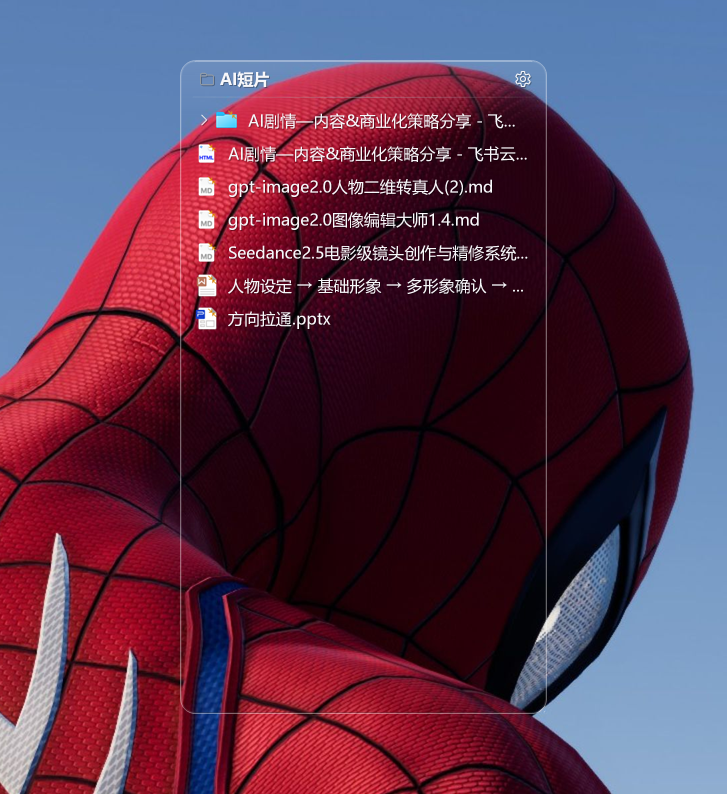 AI短片
AI剧情—内容&商业化策略分享 - 飞...
HTML
AI剧情—内容&商业化策略分享 - 飞书云...
MD
gpt-image2.0人物二维转真人(2).md
MD
gpt-image2.0图像编辑大师1.4.md
MD
Seedance2.5电影级镜头创作与精修系统...
人物设定 → 基础形象 → 多形象确认 → ...
P
方向拉通.pptx